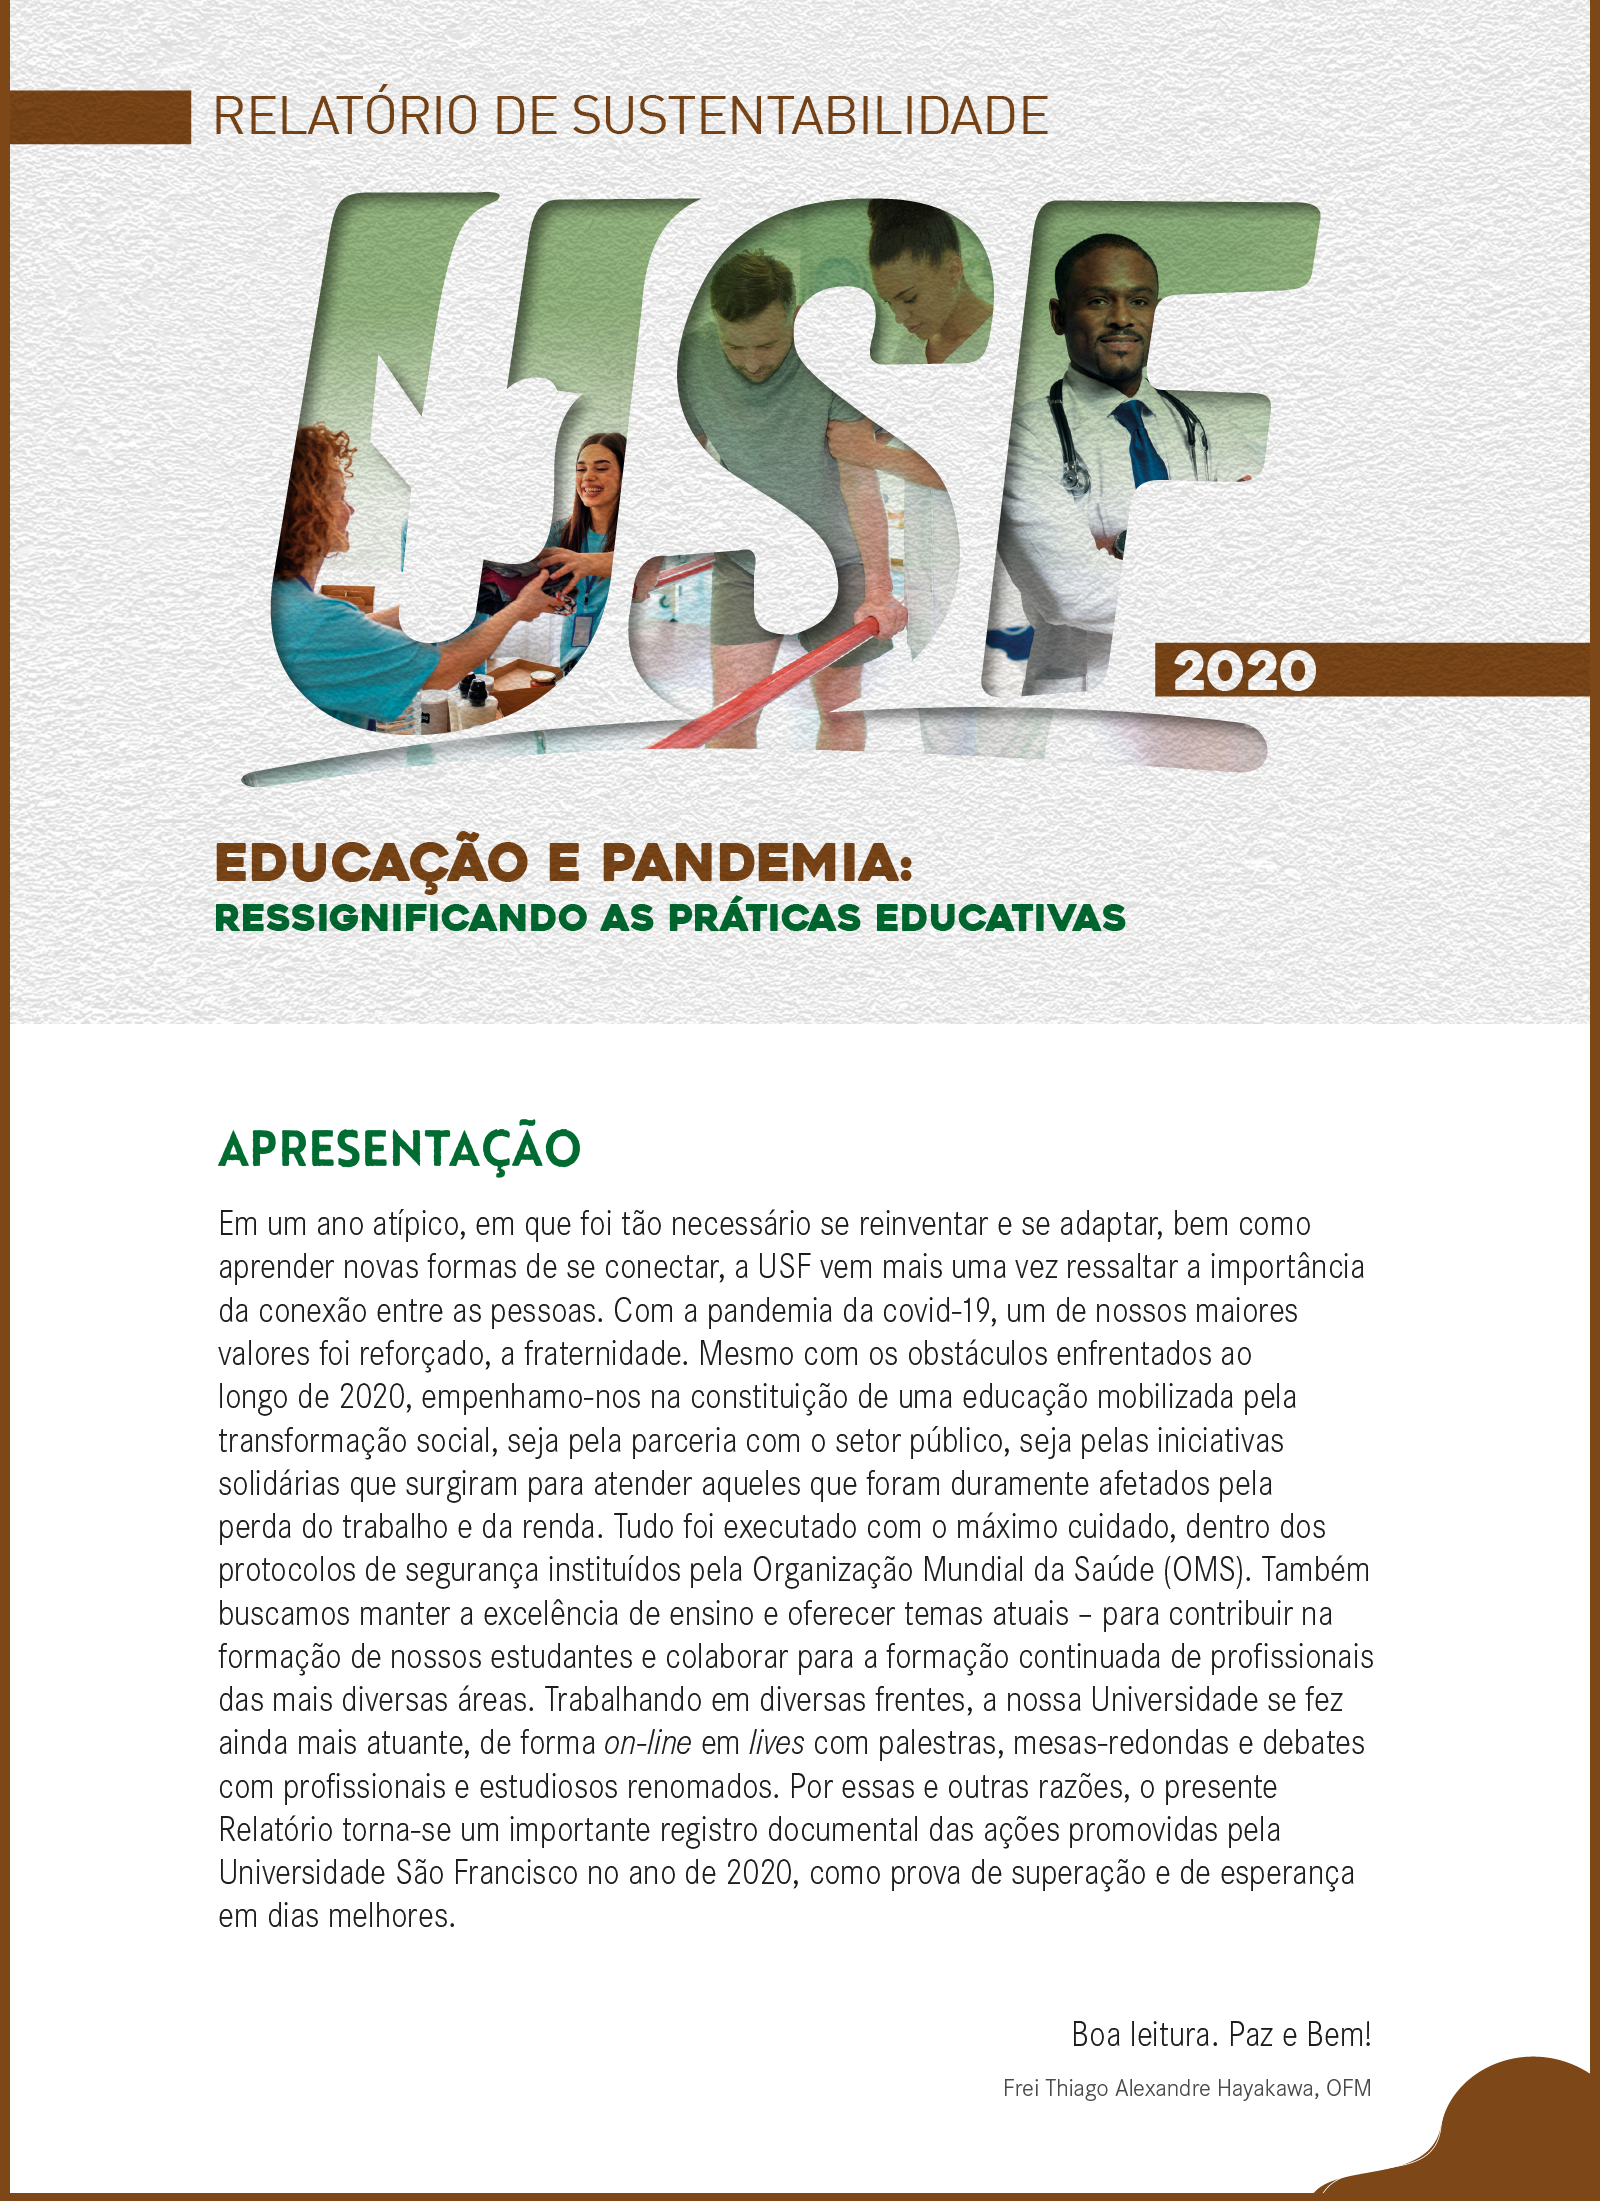 RELATÓRIO DE SUSTENTABILIDADE
USF
2020
EDUCAÇÃO E PANDEMIA:
RESSIGNIFICANDO AS PRÁTICAS EDUCATIVAS
APRESENTAÇÃO
Em um ano atípico, em que foi tão necessário se reinventar e se adaptar, bem como
aprender novas formas de se conectar, a USF vem mais uma vez ressaltar a importância
da conexão entre as pessoas. Com a pandemia da covid-19, um de nossos maiores
valores foi reforçado, a fraternidade. Mesmo com os obstáculos enfrentados ao
longo de 2020, empenhamo-nos na constituição de uma educação mobilizada pela
transformação social, seja pela parceria com o setor público, seja pelas iniciativas
solidárias que surgiram para atender aqueles que foram duramente afetados pela
perda do trabalho e da renda. Tudo foi executado com o máximo cuidado, dentro dos
protocolos de segurança instituídos pela Organização Mundial da Saúde (OMS). Também
buscamos manter a excelência de ensino e oferecer temas atuais – para contribuir na
formação de nossos estudantes e colaborar para a formação continuada de profissionais
das mais diversas áreas. Trabalhando em diversas frentes, a nossa Universidade se fez
ainda mais atuante, de forma on-line em lives com palestras, mesas-redondas e debates
com profissionais e estudiosos renomados. Por essas e outras razões, o presente
Relatório torna-se um importante registro documental das ações promovidas pela
Universidade São Francisco no ano de 2020, como prova de superação e de esperança
em dias melhores.
Boa leitura. Paz e Bem!
Frei Thiago Alexandre Hayakawa, OFM